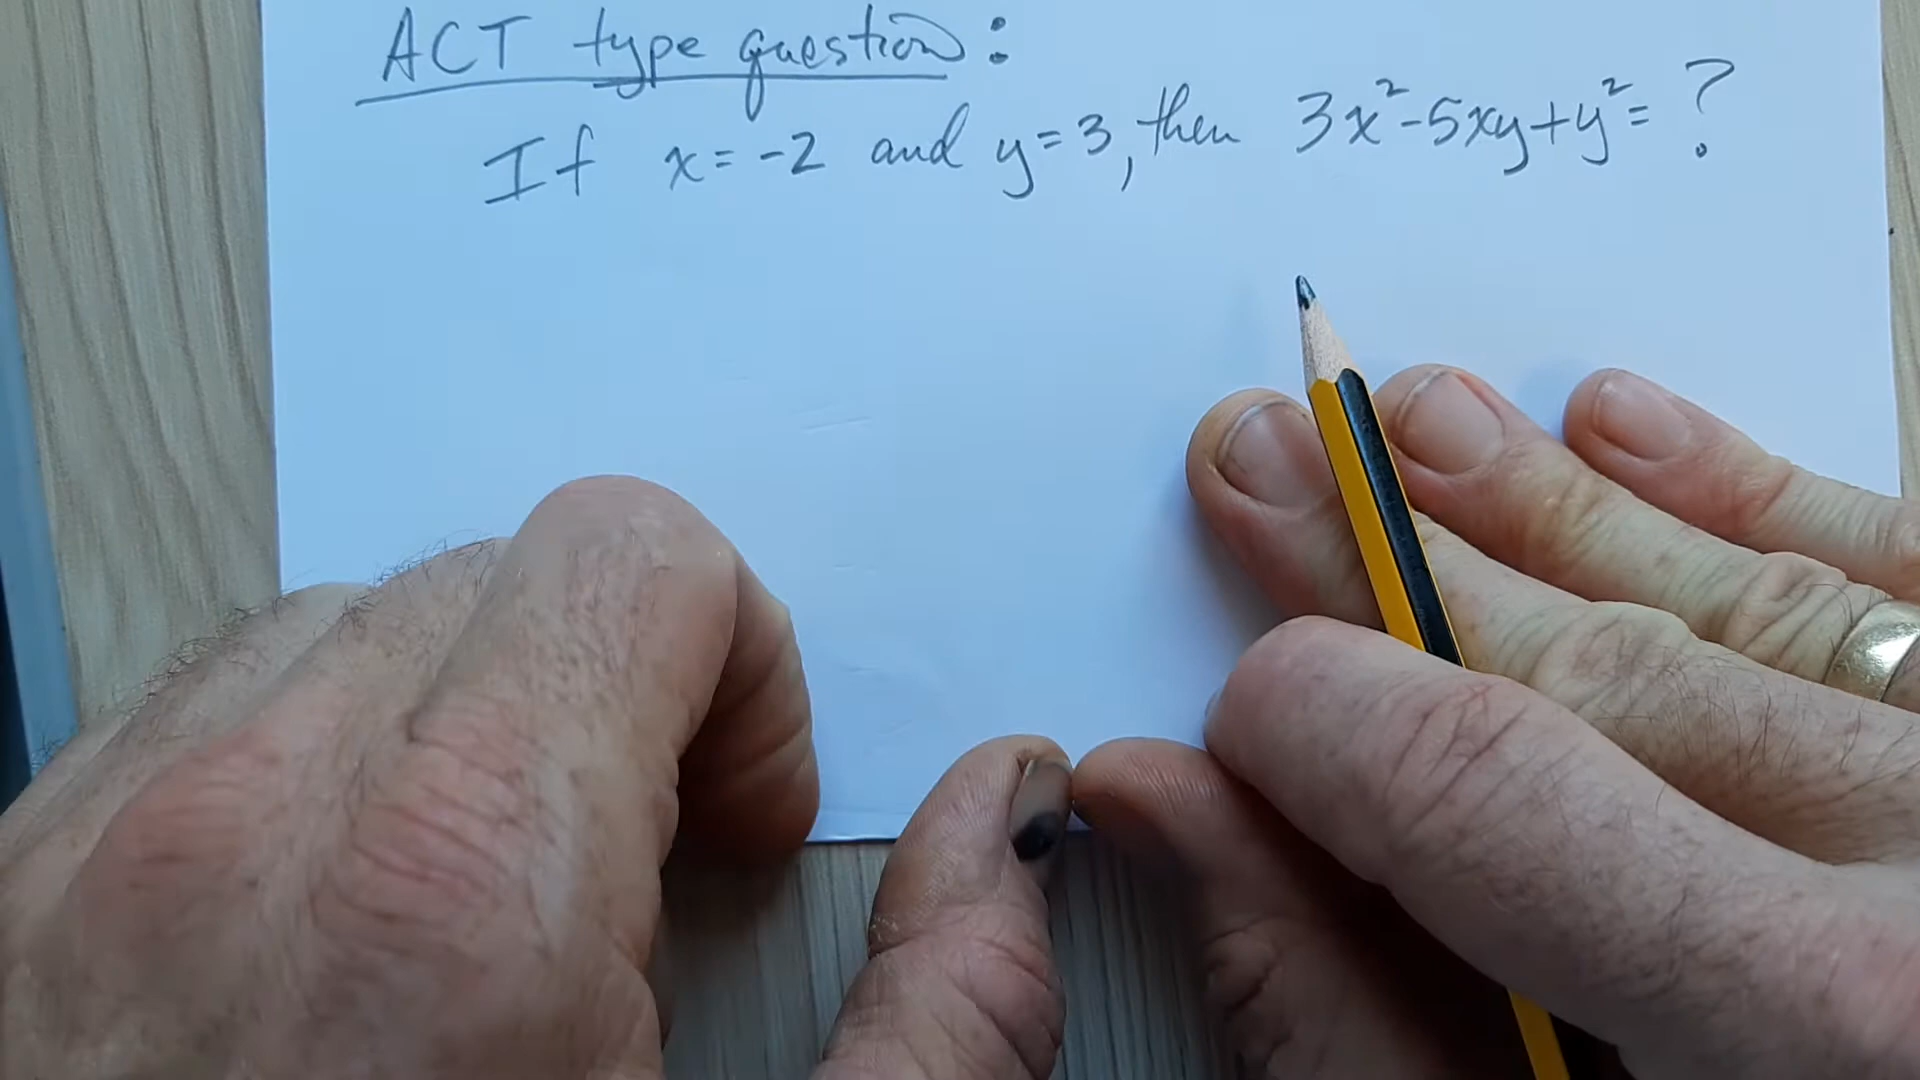 ACT type question:
If x = -2 and y = 3, then 3x²-5xy+y² = ?